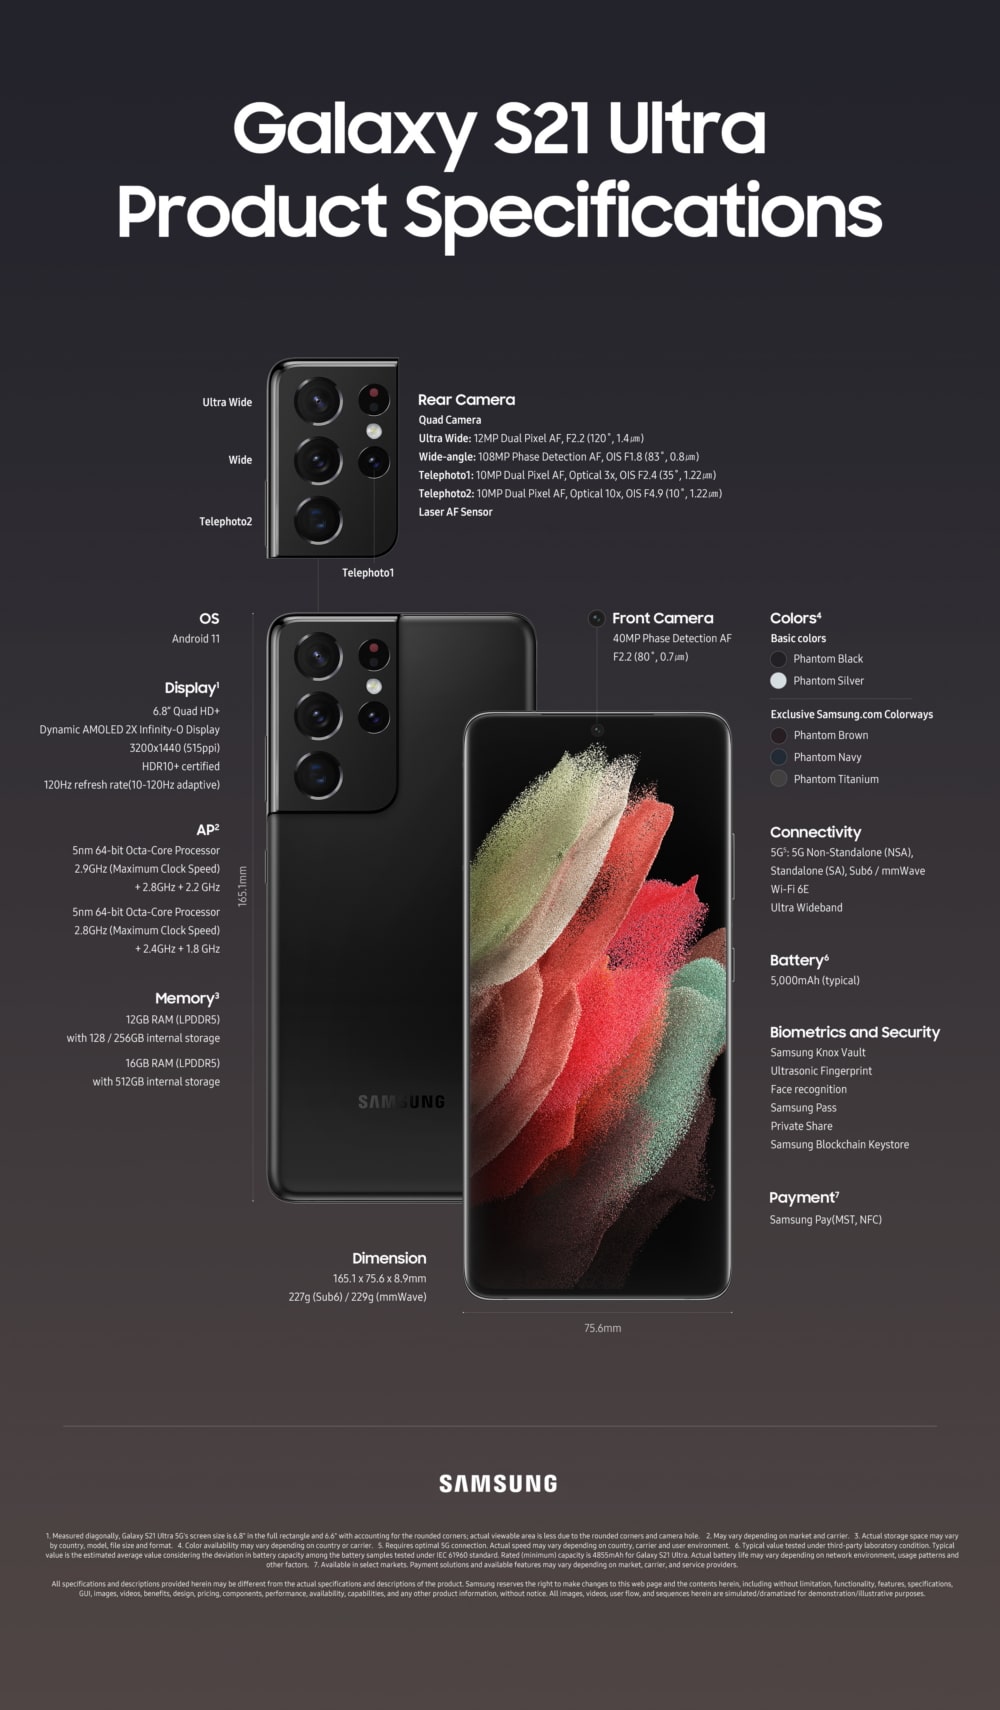 Galaxy S21 Ultra
Product Specifications
Ultra Wide
Wide
Telephoto2
Telephoto1
Rear Camera
Quad Camera
Ultra Wide: 12MP Dual Pixel AF, F2.2 (120˚, 1.4㎛)
Wide-angle: 108MP Phase Detection AF, OIS F1.8 (83˚, 0.8㎛)
Telephoto1: 10MP Dual Pixel AF, Optical 3x, OIS F2.4 (35˚, 1.22㎛)
Telephoto2: 10MP Dual Pixel AF, Optical 10x, OIS F4.9 (10˚, 1.22㎛)
Laser AF Sensor
OS
Android 11
Display¹
6.8” Quad HD+
Dynamic AMOLED 2X Infinity-O Display
3200x1440 (515ppi)
HDR10+ certified
120Hz refresh rate(10-120Hz adaptive)
AP²
5nm 64-bit Octa-Core Processor
2.9GHz (Maximum Clock Speed)
+ 2.8GHz + 2.2 GHz
5nm 64-bit Octa-Core Processor
2.8GHz (Maximum Clock Speed)
+ 2.4GHz + 1.8 GHz
Memory³
12GB RAM (LPDDR5)
with 128 / 256GB internal storage
16GB RAM (LPDDR5)
with 512GB internal storage
165.1mm
SAMSUNG
Dimension
165.1 x 75.6 x 8.9mm
227g (Sub6) / 229g (mmWave)
75.6mm
Front Camera
40MP Phase Detection AF
F2.2 (80˚, 0.7㎛)
Colors⁴
Basic colors
Phantom Black
Phantom Silver
Exclusive Samsung.com Colorways
Phantom Brown
Phantom Navy
Phantom Titanium
Connectivity
5G⁵: 5G Non-Standalone (NSA),
Standalone (SA), Sub6 / mmWave
Wi-Fi 6E
Ultra Wideband
Battery⁶
5,000mAh (typical)
Biometrics and Security
Samsung Knox Vault
Ultrasonic Fingerprint
Face recognition
Samsung Pass
Private Share
Samsung Blockchain Keystore
Payment⁷
Samsung Pay(MST, NFC)
SAMSUNG
1. Measured diagonally, Galaxy S21 Ultra 5G's screen size is 6.8" in the full rectangle and 6.6" with accounting for the rounded corners; actual viewable area is less due to the rounded corners and camera hole. 2. May vary depending on market and carrier. 3. Actual storage space may vary
by country, model, file size and format. 4. Color availability may vary depending on country or carrier. 5. Requires optimal 5G connection. Actual speed may vary depending on country, carrier and user environment. 6. Typical value tested under third-party laboratory condition. Typical
value is the estimated average value considering the deviation in battery capacity among the battery samples tested under IEC 61960 standard. Rated (minimum) capacity is 4855mAh for Galaxy S21 Ultra. Actual battery life may vary depending on network environment, usage patterns and
other factors. 7. Available in select markets. Payment solutions and available features may vary depending on market, carrier, and service providers.
All specifications and descriptions provided herein may be different from the actual specifications and descriptions of the product. Samsung reserves the right to make changes to this web page and the contents herein, including without limitation, functionality, features, specifications,
GUI, images, videos, benefits, design, pricing, components, performance, availability, capabilities, and any other product information, without notice. All images, videos, user flow, and sequences herein are simulated/dramatized for demonstration/illustrative purposes.